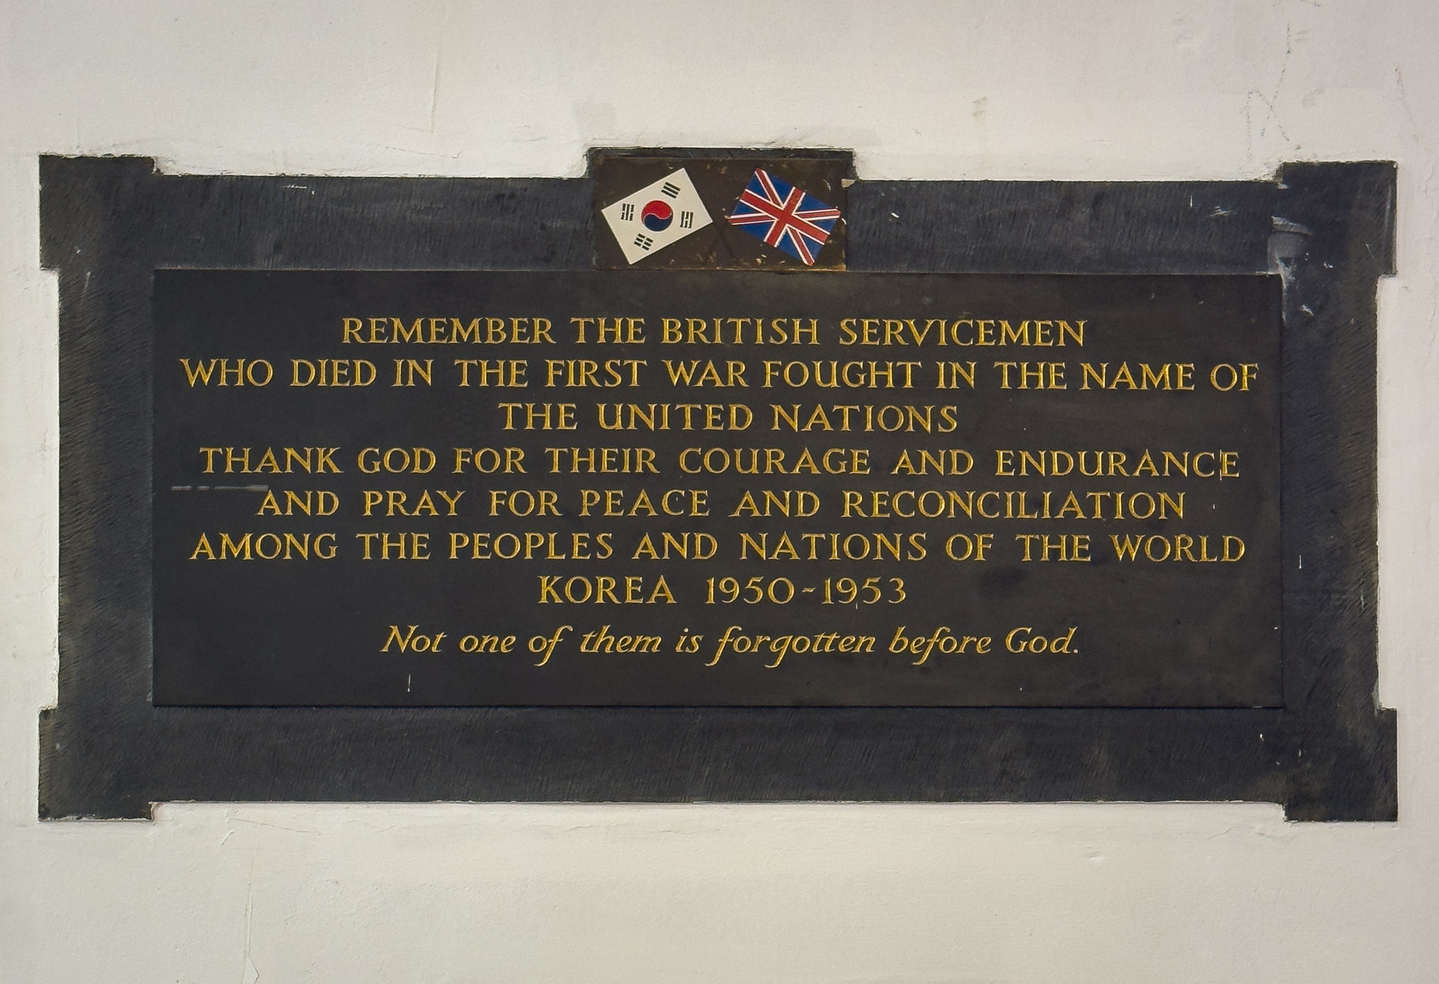 REMEMBER THE BRITISH SERVICEMEN
WHO DIED IN THE FIRST WAR FOUGHT IN THE NAME OF
THE UNITED NATIONS
THANK GOD FOR THEIR COURAGE AND ENDURANCE
AND PRAY FOR PEACE AND RECONCILIATION
AMONG THE PEOPLES AND NATIONS OF THE WORLD
KOREA 1950-1953
Not one of them is forgotten before God.